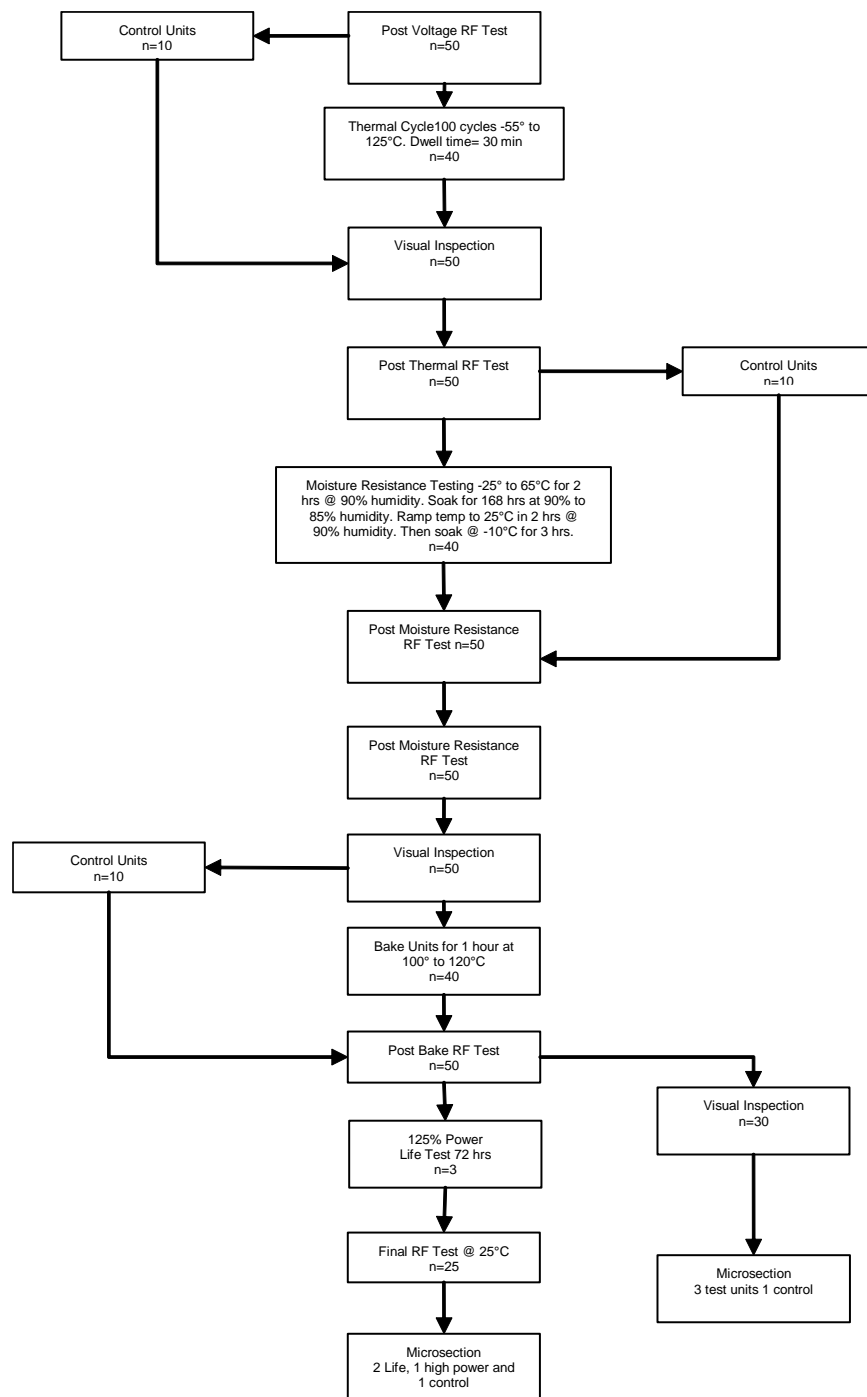 Control Units
n=10
Post Voltage RF Test
n=50
Thermal Cycle100 cycles -55° to
125°C. Dwell time= 30 min
n=40
Visual Inspection
n=50
Post Thermal RF Test
n=50
Control Units
n=10
Moisture Resistance Testing -25° to 65°C for 2
hrs @ 90% humidity. Soak for 168 hrs at 90% to
85% humidity. Ramp temp to 25°C in 2 hrs @
90% humidity. Then soak @ -10°C for 3 hrs.
n=40
Post Moisture Resistance
RF Test n=50
Post Moisture Resistance
RF Test
n=50
Control Units
n=10
Visual Inspection
n=50
Bake Units for 1 hour at
100° to 120°C
n=40
Post Bake RF Test
n=50
Visual Inspection
n=30
125% Power
Life Test 72 hrs
n=3
Final RF Test @ 25°C
n=25
Microsection
3 test units 1 control
Microsection
2 Life, 1 high power and
1 control